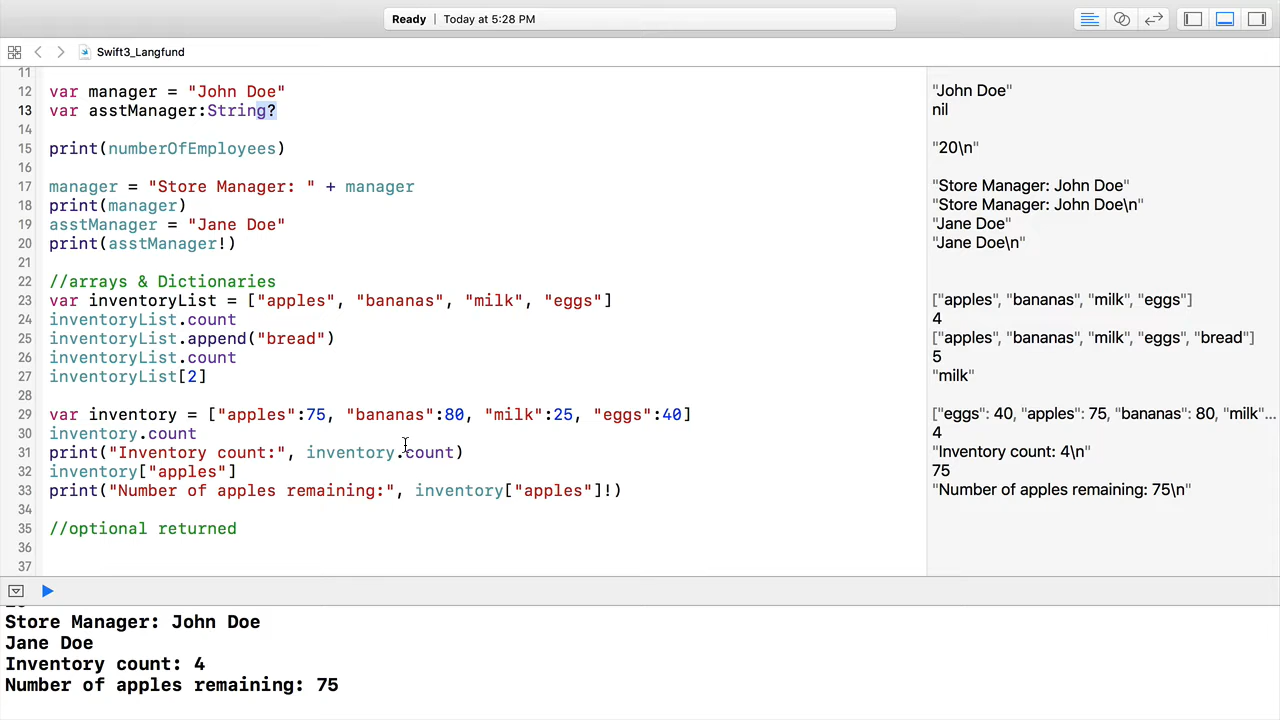 Ready | Today at 5:28 PM
Swift3_Langfund
11
12 var manager = "John Doe" "John Doe"
13 var asstManager:String? nil
14
15 print(numberOfEmployees) "20\n"
16
17 manager = "Store Manager: " + manager "Store Manager: John Doe"
18 print(manager) "Store Manager: John Doe\n"
19 asstManager = "Jane Doe" "Jane Doe"
20 print(asstManager!) "Jane Doe\n"
21
22 //arrays & Dictionaries
23 var inventoryList = ["apples", "bananas", "milk", "eggs"] ["apples", "bananas", "milk", "eggs"]
24 inventoryList.count 4
25 inventoryList.append("bread") ["apples", "bananas", "milk", "eggs", "bread"]
26 inventoryList.count 5
27 inventoryList[2] "milk"
28
29 var inventory = ["apples":75, "bananas":80, "milk":25, "eggs":40] ["eggs": 40, "apples": 75, "bananas": 80, "milk"...
30 inventory.count 4
31 print("Inventory count:", inventory.count) "Inventory count: 4\n"
32 inventory["apples"] 75
33 print("Number of apples remaining:", inventory["apples"]!) "Number of apples remaining: 75\n"
34
35 //optional returned
36
37
Store Manager: John Doe
Jane Doe
Inventory count: 4
Number of apples remaining: 75